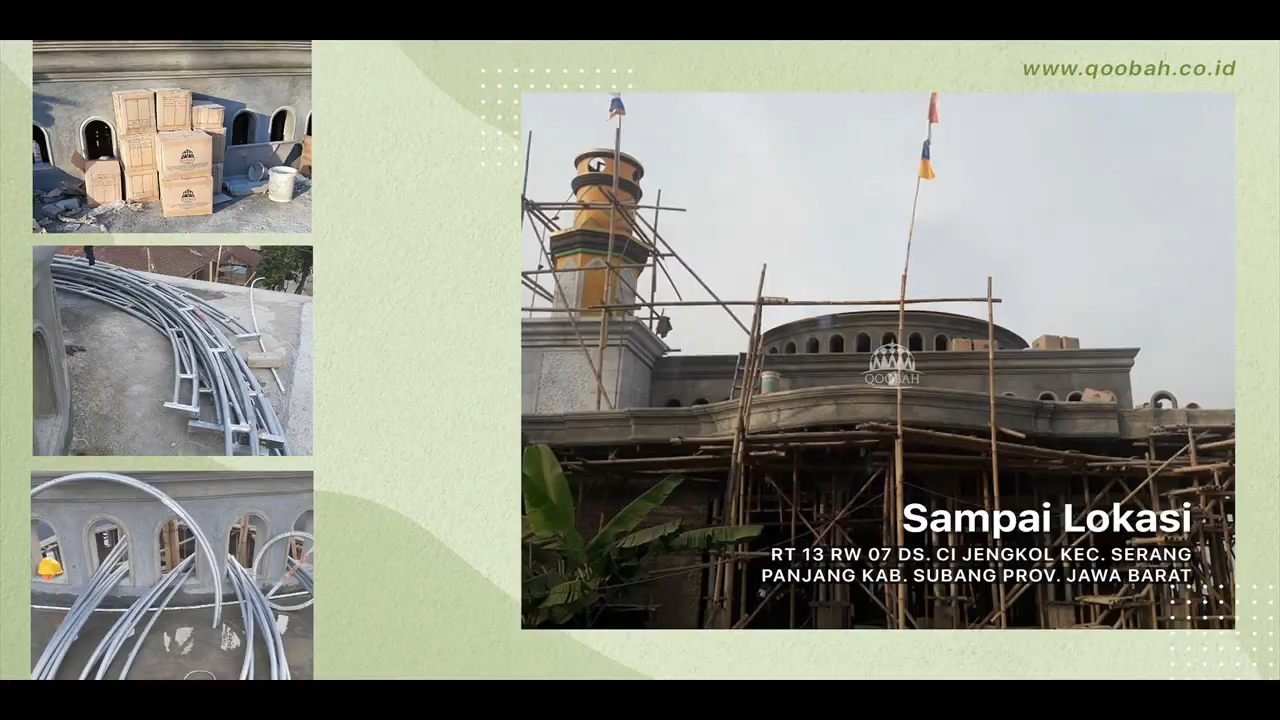 www.qoobah.co.id
QOOBAH
Sampai Lokasi
RT 13 RW 07 DS. CI JENGKOL KEC. SERANG
PANJANG KAB. SUBANG PROV. JAWA BARAT